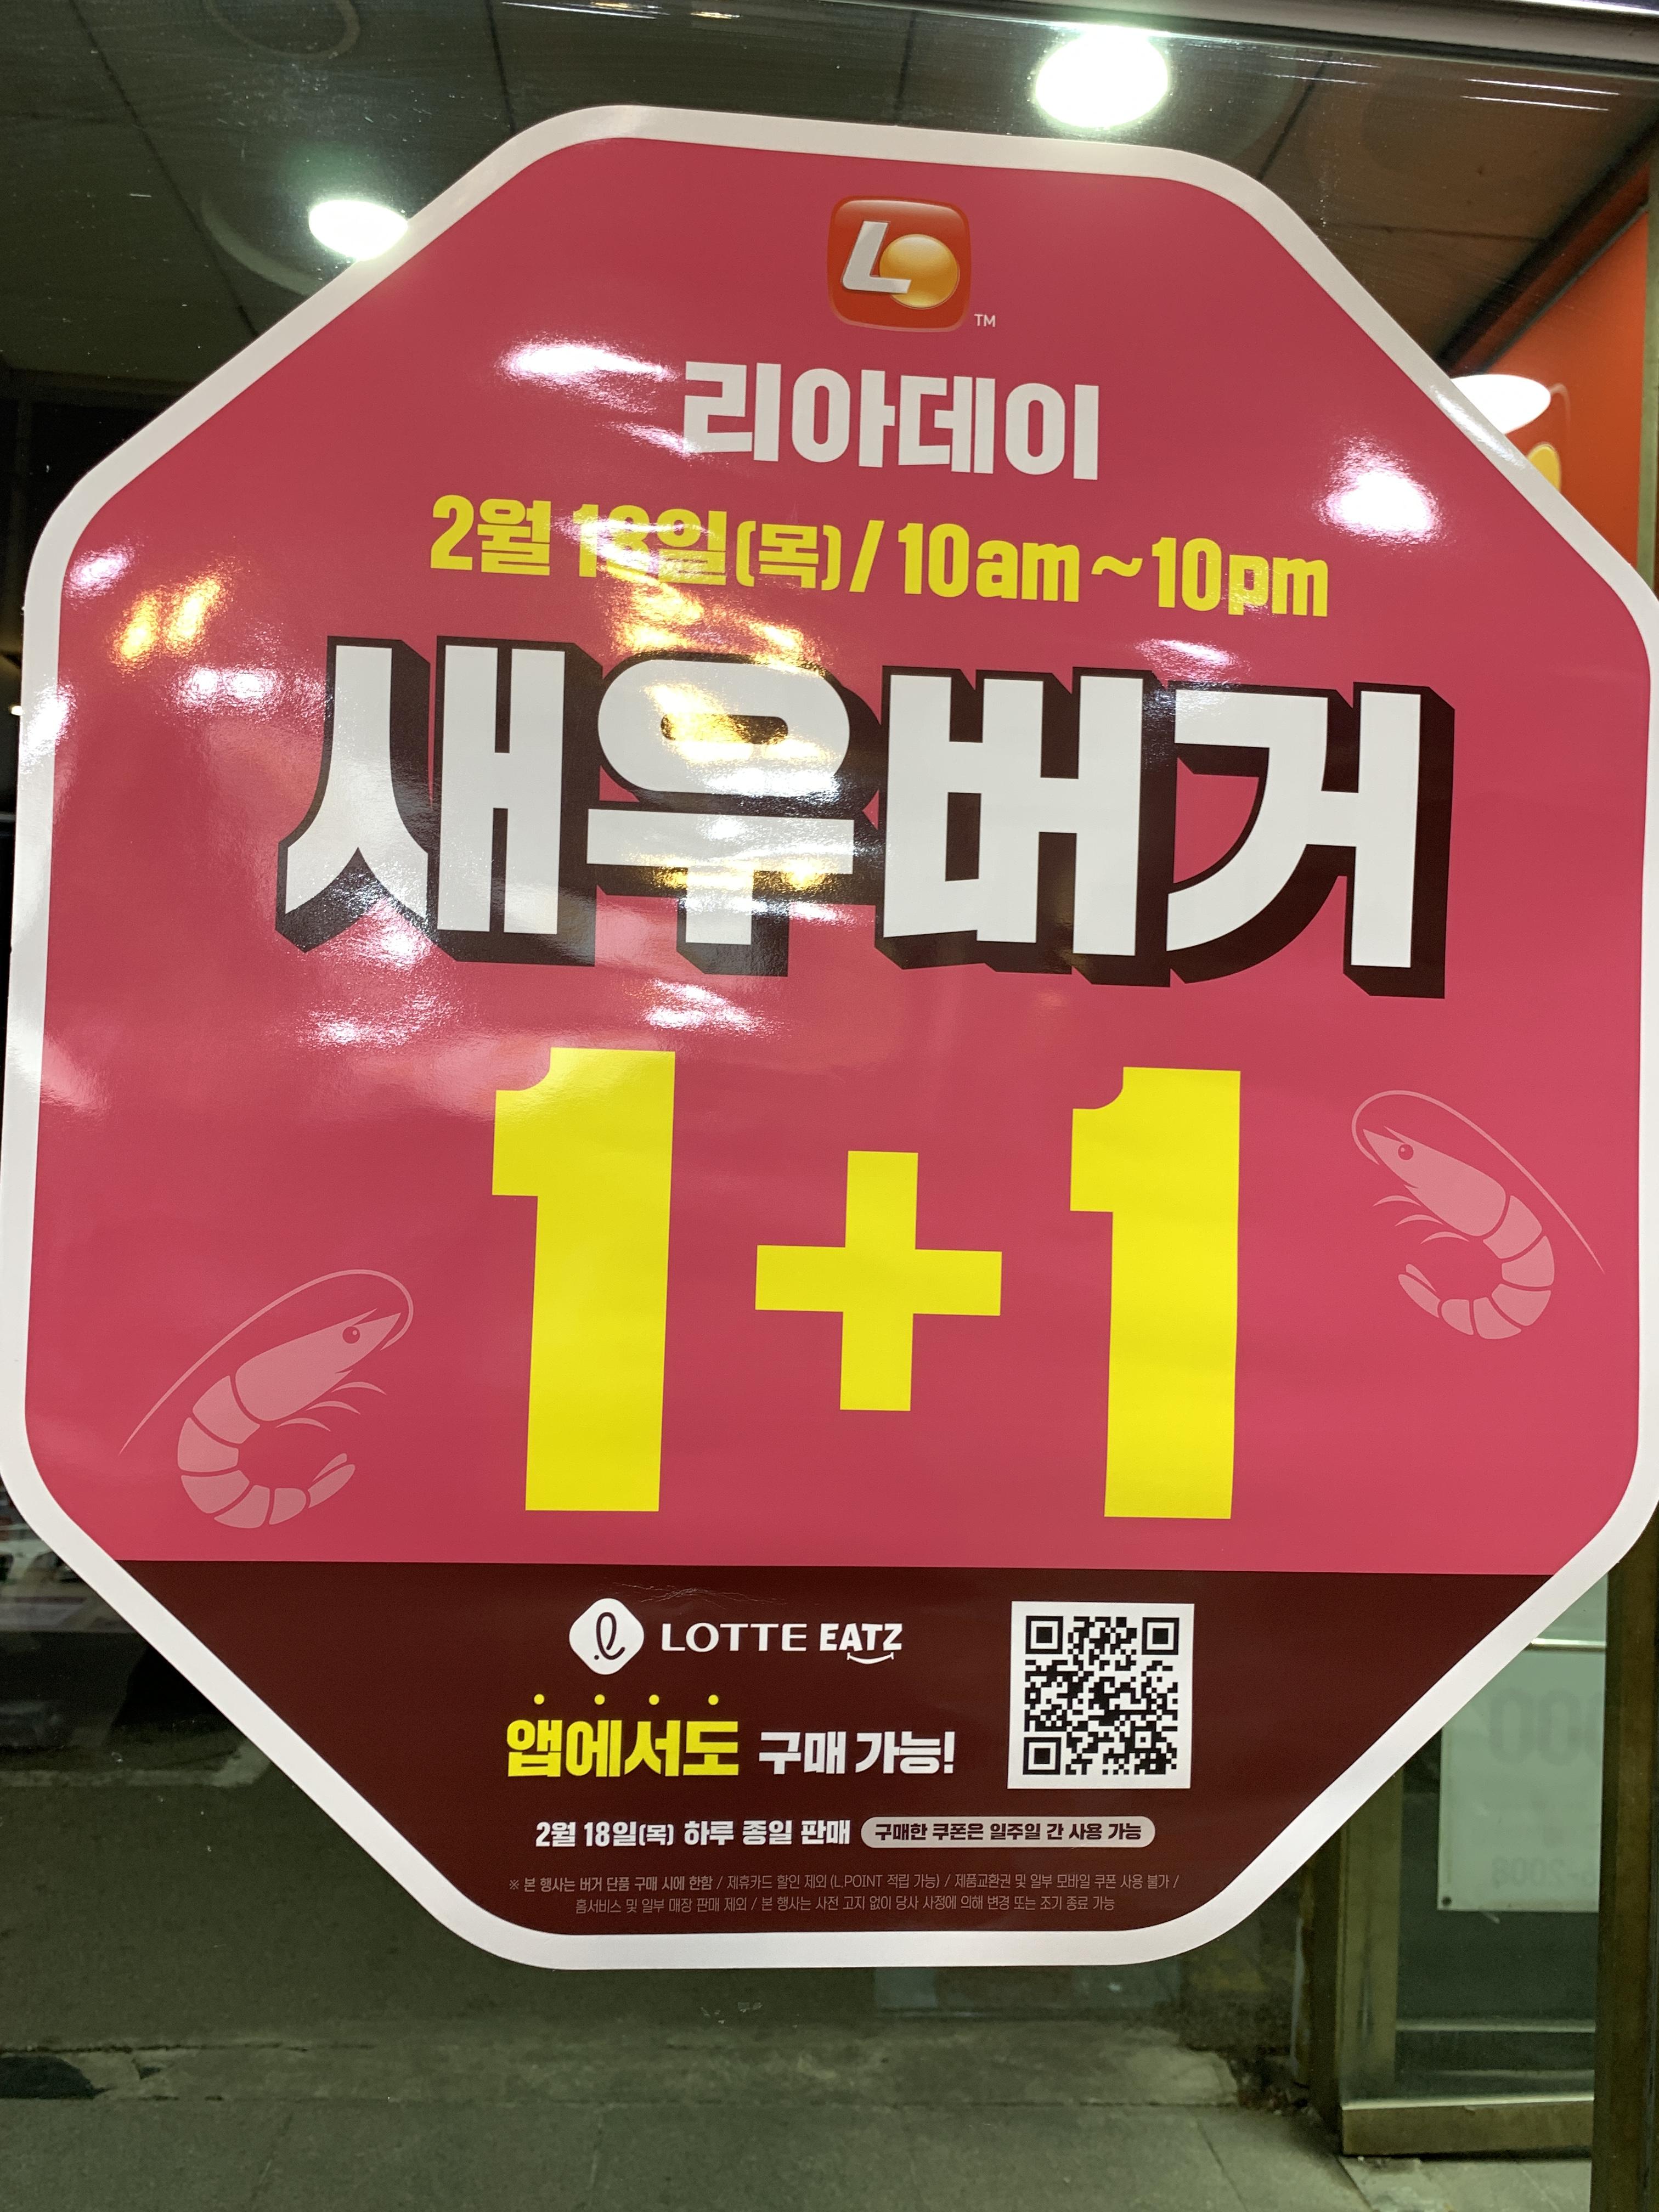 LO TM
리아데이
2월 18일(목) / 10am~10pm
새우버거
1+1
LOTTE EATZ
앱에서도 구매 가능!
2월 18일(목) 하루 종일 판매 구매한 쿠폰은 일주일 간 사용 가능
※ 본 행사는 버거 단품 구매 시에 한함 / 제휴카드 할인 제외 (L.POINT 적립 가능) / 제품교환권 및 일부 모바일 쿠폰 사용 불가 /
홈서비스 및 일부 매장 판매 제외 / 본 행사는 사전 고지 없이 당사 사정에 의해 변경 또는 조기 종료 가능